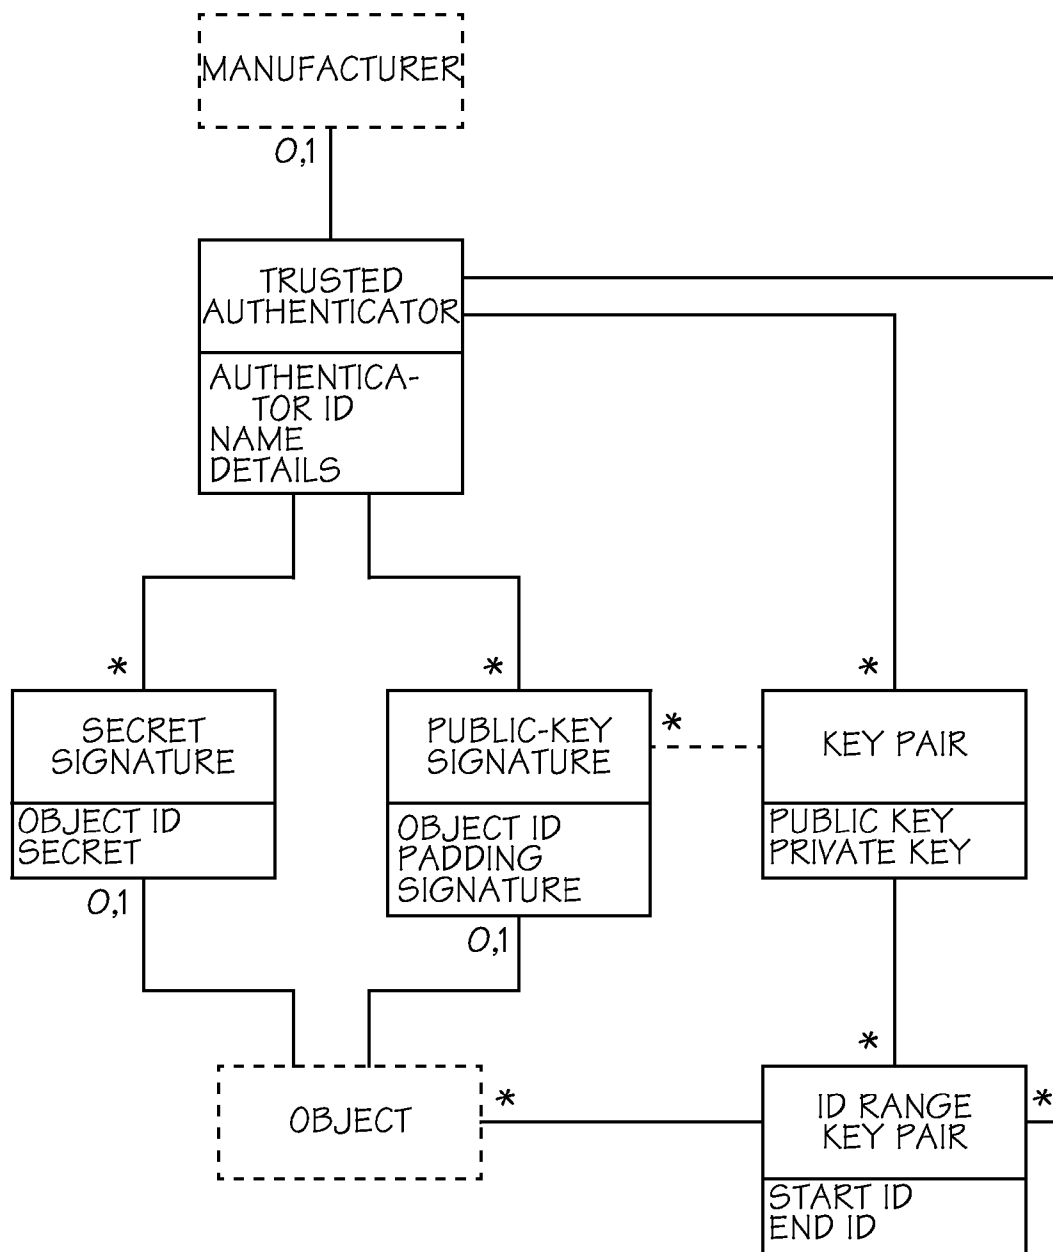 MANUFACTURER
0,1
TRUSTED
AUTHENTICATOR
AUTHENTICA-
TOR ID
NAME
DETAILS
*
*
*
SECRET
SIGNATURE
OBJECT ID
SECRET
0,1
PUBLIC-KEY
SIGNATURE
*
OBJECT ID
PADDING
SIGNATURE
0,1
KEY PAIR
PUBLIC KEY
PRIVATE KEY
*
OBJECT
*
ID RANGE
KEY PAIR
*
START ID
END ID